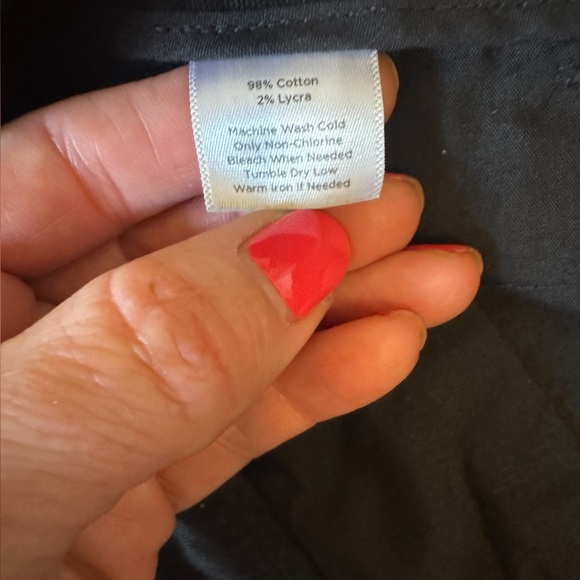 98% Cotton
2% Lycra
Machine Wash Cold
Only Non-Chlorine
Bleach When Needed
Tumble Dry Low
Warm Iron If Needed